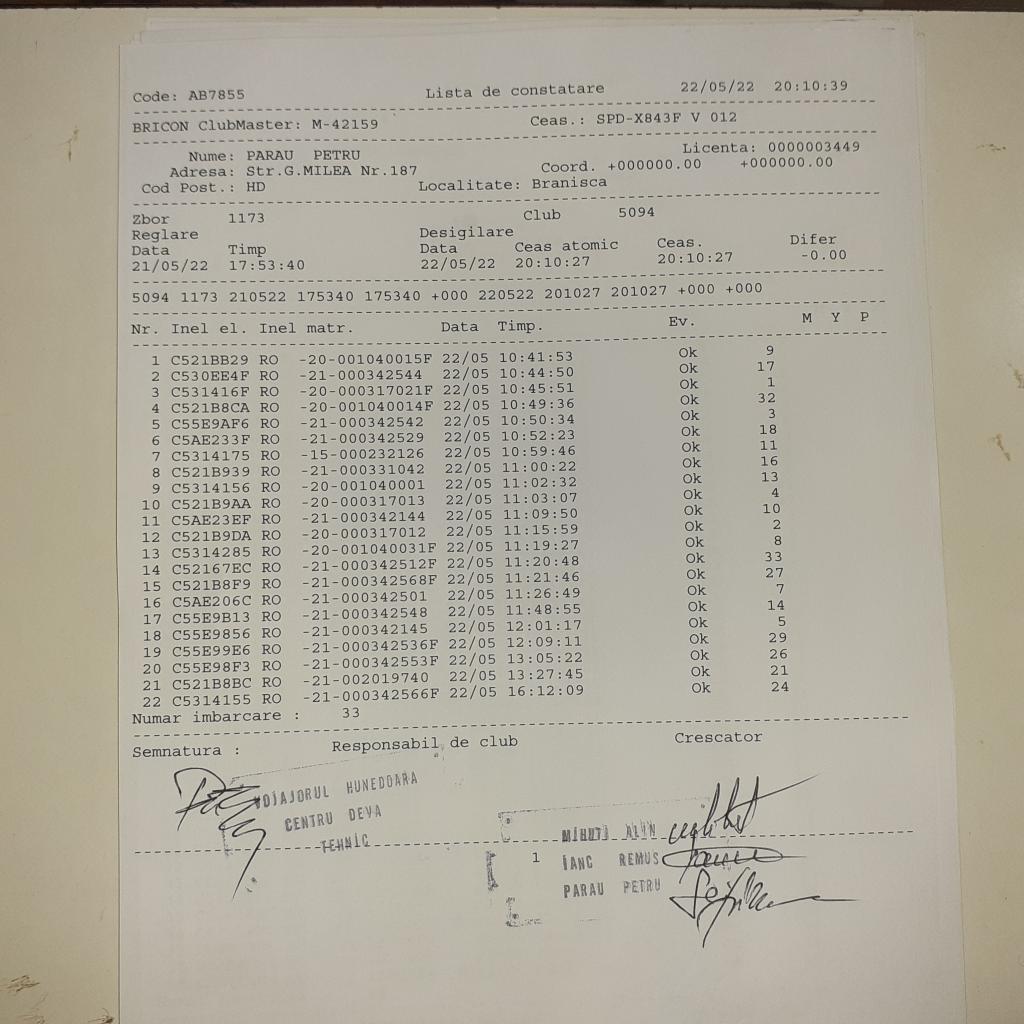 Code: AB7855 Lista de constatare 22/05/22 20:10:39
BRICON ClubMaster: M-42159 Ceas.: SPD-X843F V 012
Nume: PARAU PETRU Licenta: 0000003449
Adresa: Str.G.MILEA Nr.187 Coord. +000000.00 +000000.00
Cod Post.: HD Localitate: Branisca
Zbor 1173 Club 5094
Reglare Desigilare
Data Timp Data Ceas atomic Ceas. Difer
21/05/22 17:53:40 22/05/22 20:10:27 20:10:27 -0.00
5094 1173 210522 175340 175340 +000 220522 201027 201027 +000 +000
Nr. Inel el. Inel matr. Data Timp. Ev. M Y P
1 C521BB29 RO -20-001040015F 22/05 10:41:53 Ok 9
2 C530EE4F RO -21-000342544 22/05 10:44:50 Ok 17
3 C531416F RO -20-000317021F 22/05 10:45:51 Ok 1
4 C521B8CA RO -20-001040014F 22/05 10:49:36 Ok 32
5 C55E9AF6 RO -21-000342542 22/05 10:50:34 Ok 3
6 C5AE233F RO -21-000342529 22/05 10:52:23 Ok 18
7 C5314175 RO -15-000232126 22/05 10:59:46 Ok 11
8 C521B939 RO -21-000331042 22/05 11:00:22 Ok 16
9 C5314156 RO -20-001040001 22/05 11:02:32 Ok 13
10 C521B9AA RO -20-000317013 22/05 11:03:07 Ok 4
11 C5AE23EF RO -21-000342144 22/05 11:09:50 Ok 10
12 C521B9DA RO -20-000317012 22/05 11:15:59 Ok 2
13 C5314285 RO -20-001040031F 22/05 11:19:27 Ok 8
14 C52167EC RO -21-000342512F 22/05 11:20:48 Ok 33
15 C521B8F9 RO -21-000342568F 22/05 11:21:46 Ok 27
16 C5AE206C RO -21-000342501 22/05 11:26:49 Ok 7
17 C55E9B13 RO -21-000342548 22/05 11:48:55 Ok 14
18 C55E9856 RO -21-000342145 22/05 12:01:17 Ok 5
19 C55E99E6 RO -21-000342536F 22/05 12:09:11 Ok 29
20 C55E98F3 RO -21-000342553F 22/05 13:05:22 Ok 26
21 C521B8BC RO -21-002019740 22/05 13:27:45 Ok 21
22 C5314155 RO -21-000342566F 22/05 16:12:09 Ok 24
Numar imbarcare : 33
Semnatura : Responsabil de club Crescator
VOIAJORUL HUNEDOARA
CENTRU DEVA
TEHNIC
MIHUTI ALIN
1 IANC REMUS
PARAU PETRU